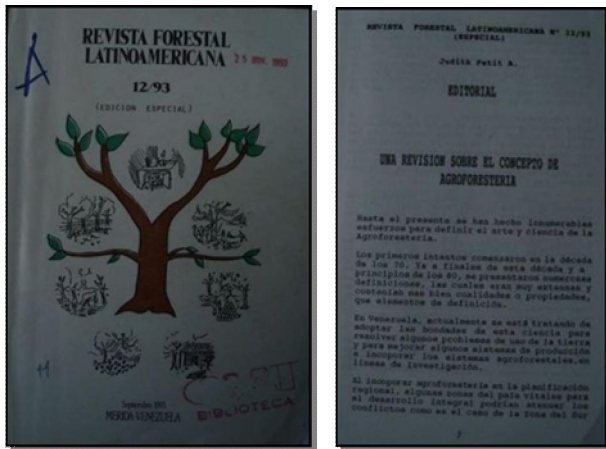 REVISTA FORESTAL
LATINOAMERICANA
25 NOV. 1993
12/93
(EDICION ESPECIAL)
Septiembre 1993
MERIDA-VENEZUELA
BIBLIOTECA
REVISTA FORESTAL LATINOAMERICANA Nº 12/93
(ESPECIAL)
Judith Petit A.
EDITORIAL
UNA REVISION SOBRE EL CONCEPTO DE
AGROFORESTERIA
Hasta el presente se han hecho innumerables
esfuerzos para definir el arte y ciencia de la
Agroforestería.
Los primeros intentos comenzaron en la década
de los 70. Ya a finales de esta década y a
principios de los 80, se presentaron numerosas
definiciones, las cuales eran muy extensas y
contenían mas bien cualidades o propiedades,
que elementos de definición.
En Venezuela, actualmente se está tratando de
adoptar las bondades de esta ciencia para
resolver algunos problemas de uso de la tierra
y para mejorar algunos sistemas de producción
a incoporar los sistemas agroforestales en
líneas de investigación.
Al incoporar agroforestería en la planificación
regional, algunas zonas del país vitales para
el desarrollo integral podrían atenuar los
conflictos como es el caso de la Zona del Sur